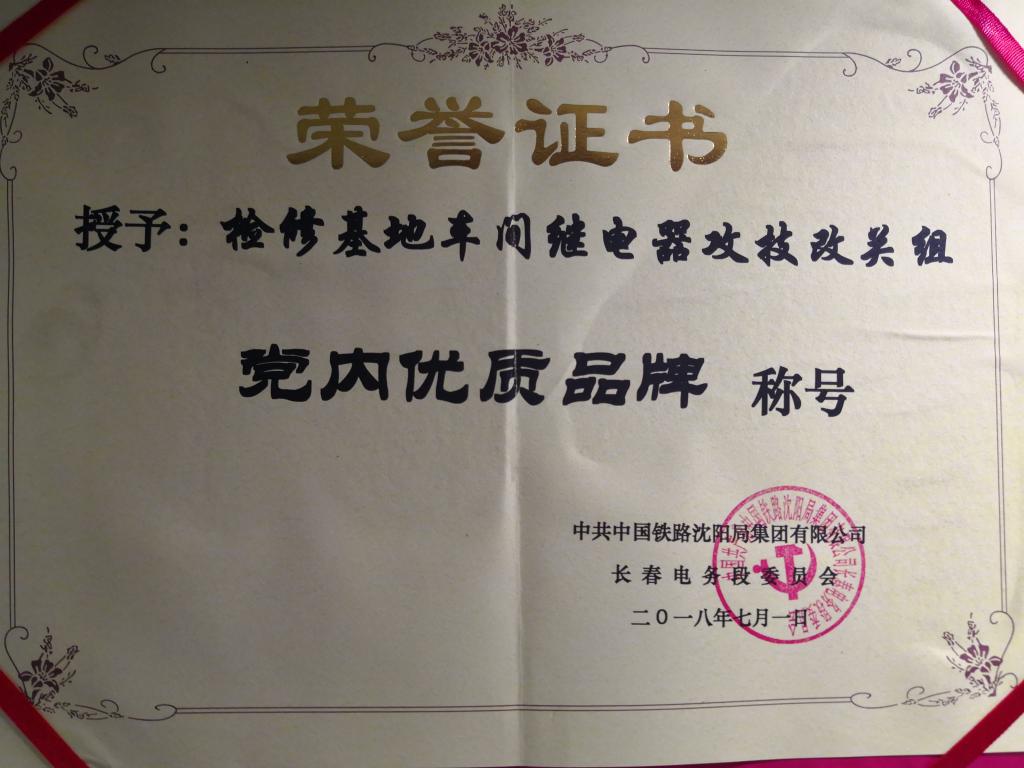 荣誉证书
授予：检修基地车间继电器攻技改关组
党内优质品牌 称号
中共中国铁路沈阳局集团有限公司
长春电务段委员会
二0一八年七月一日